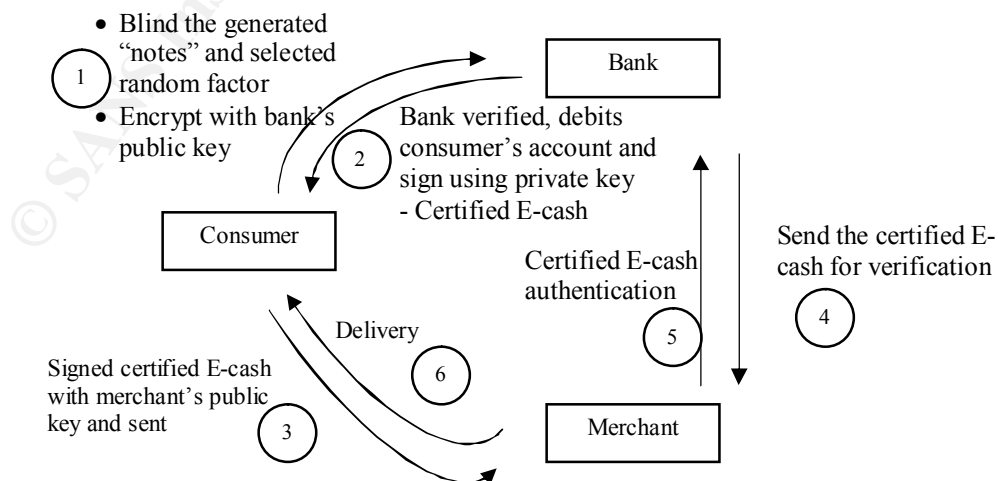 • Blind the generated
“notes” and selected
random factor
• Encrypt with bank’s
public key
1
Bank
2
Bank verified, debits
consumer’s account and
sign using private key
- Certified E-cash
Consumer
Certified E-cash
authentication
5
Send the certified E-
cash for verification
4
Delivery
6
Signed certified E-cash
with merchant’s public
key and sent
3
Merchant
© SANS Ins